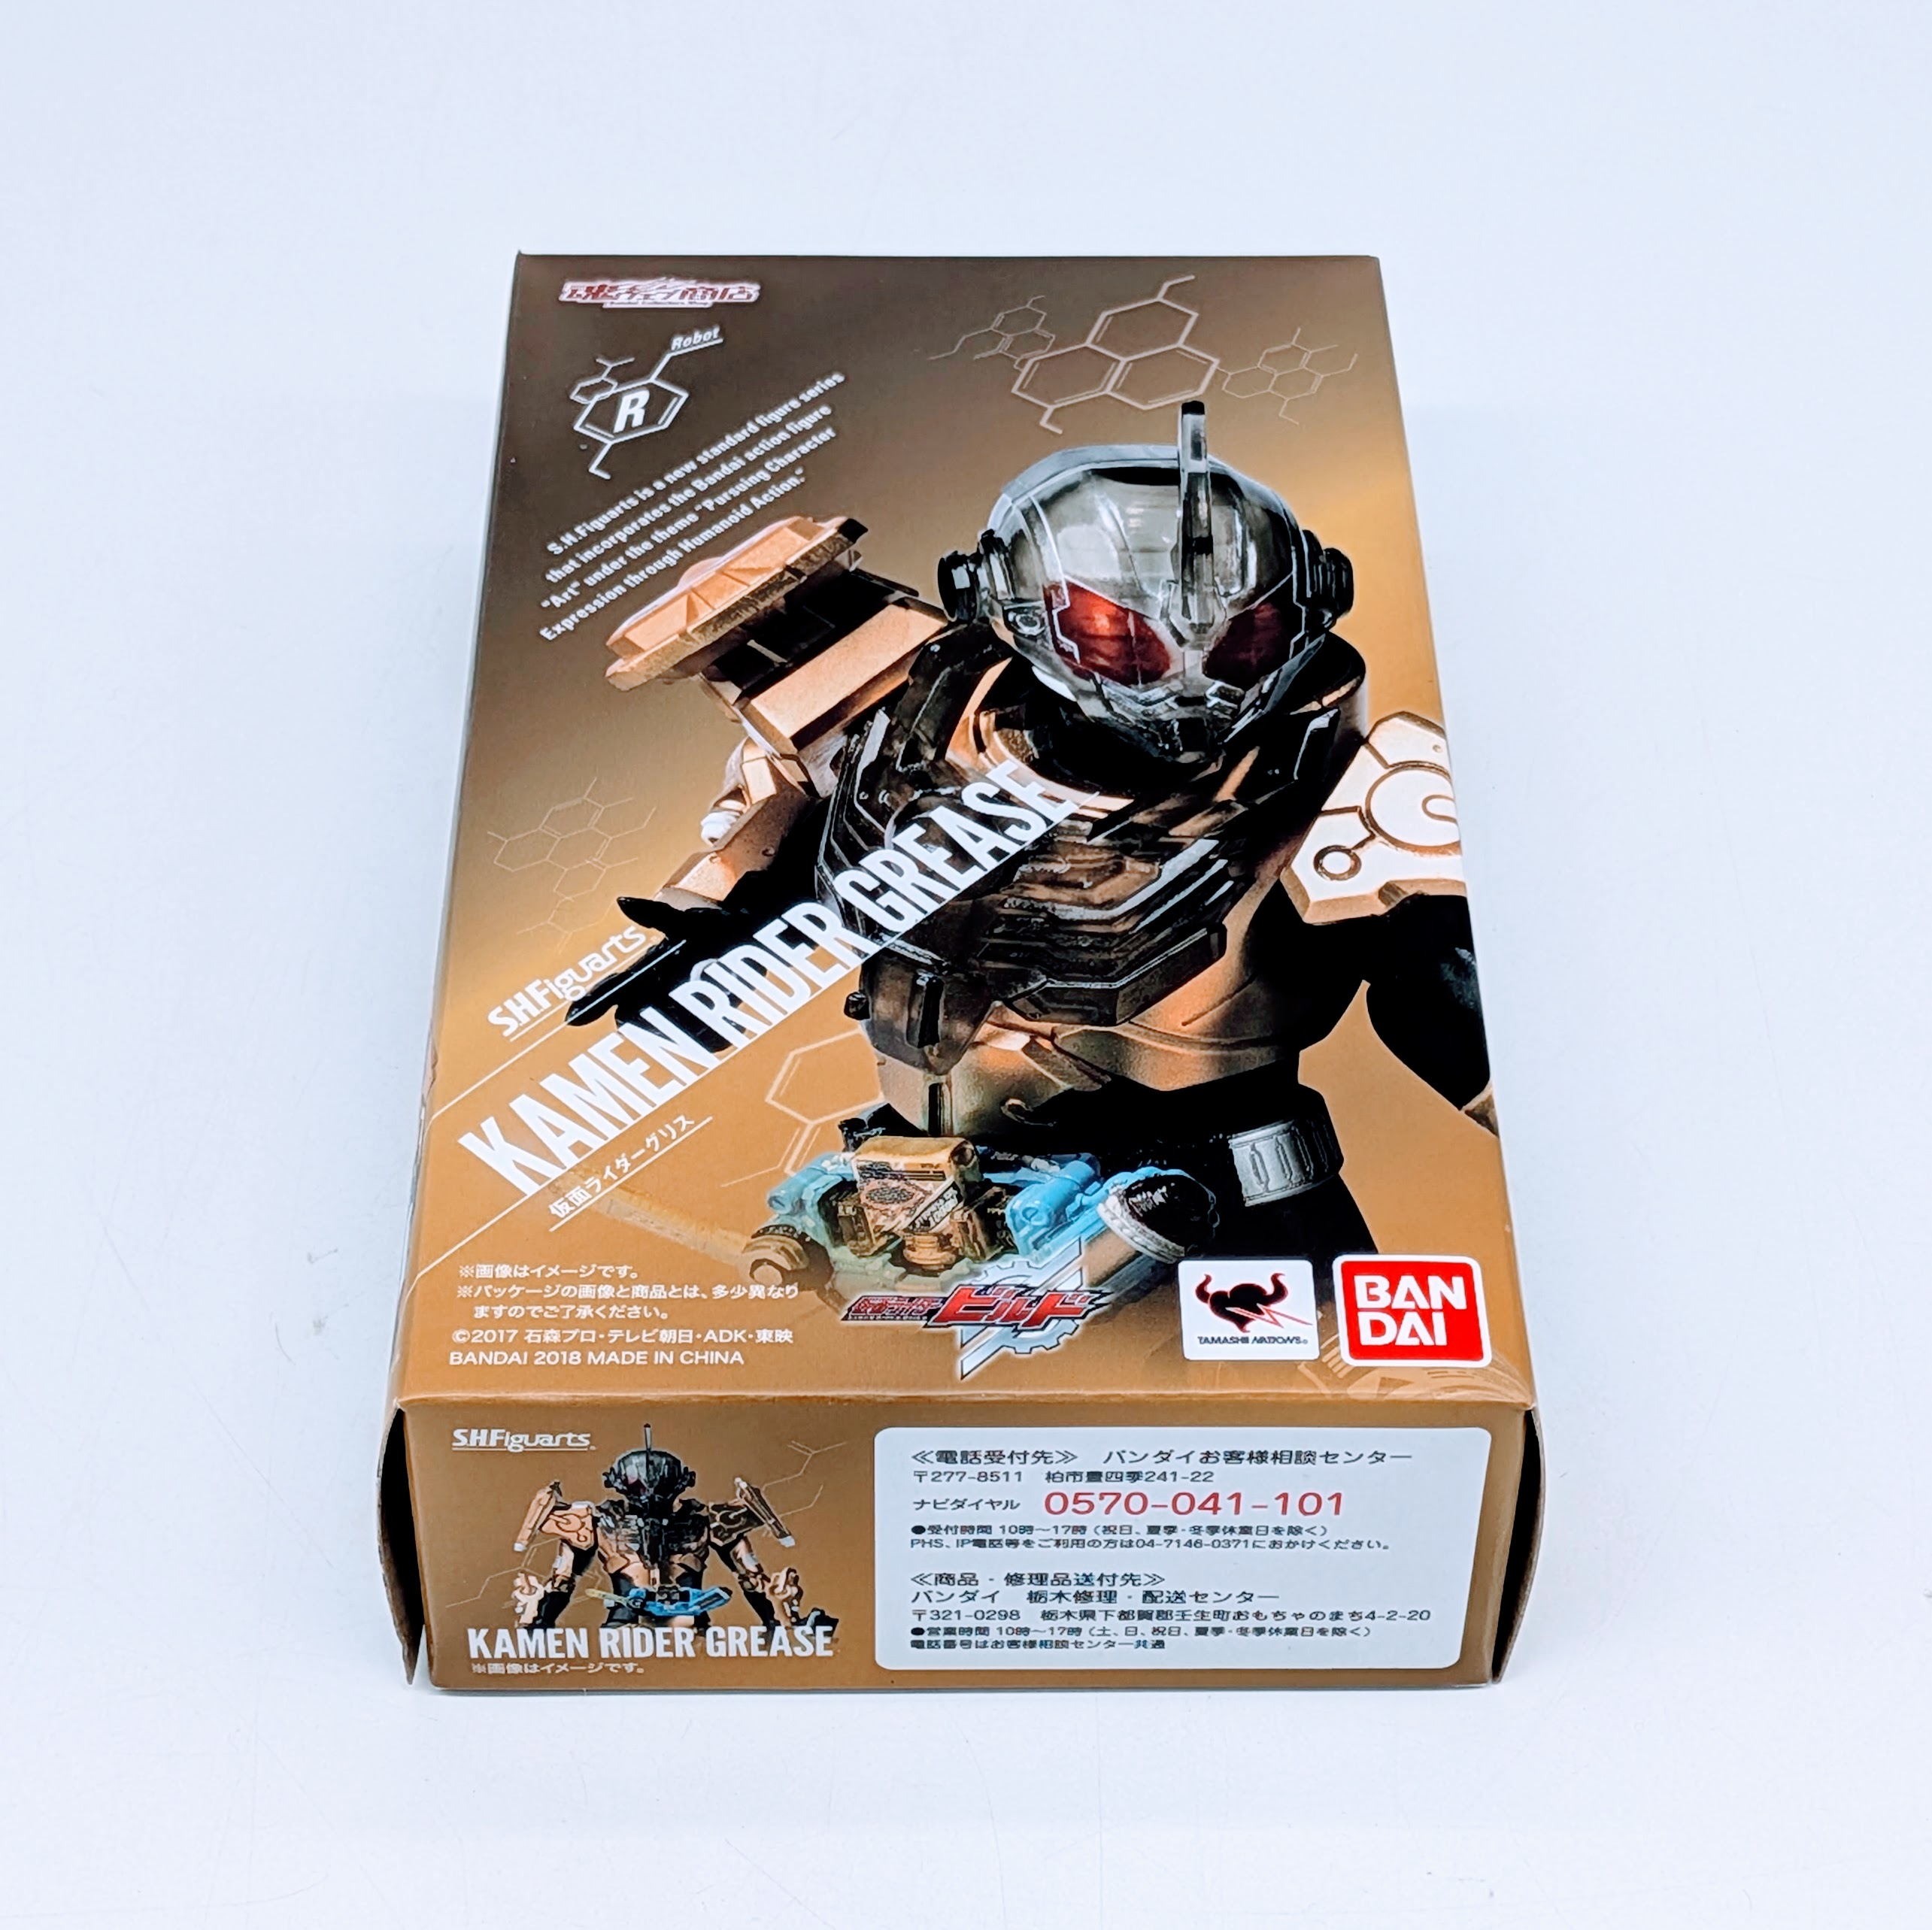 魂ウェブ商店
Robot
R
S.H.Figuarts is a new standard figure series
that incorporates the Bandai action figure
"Art" under the theme "Pursuing Character
Expression through Humanoid Action."
S.H.Figuarts
KAMEN RIDER GREASE
仮面ライダーグリス
※画像はイメージです。
※パッケージの画像と商品とは、多少異なり
ますのでご了承ください。
©2017 石森プロ・テレビ朝日・ADK・東映
BANDAI 2018 MADE IN CHINA
仮面ライダービルド
TAMASHII NATIONS
BAN
DAI
S.H.Figuarts
KAMEN RIDER GREASE
※画像はイメージです。
≪電話受付先≫ バンダイお客様相談センター
〒277-8511 柏市豊四季241-22
ナビダイヤル 0570-041-101
●受付時間 10時～17時（祝日、夏季・冬季休業日を除く）
PHS、IP電話等をご利用の方は04-7146-0371におかけください。
≪商品・修理品送付先≫
バンダイ 栃木修理・配送センター
〒321-0298 栃木県下都賀郡壬生町おもちゃのまち4-2-20
●営業時間 10時～17時（土、日、祝日、夏季・冬季休業日を除く）
電話番号はお客様相談センター共通